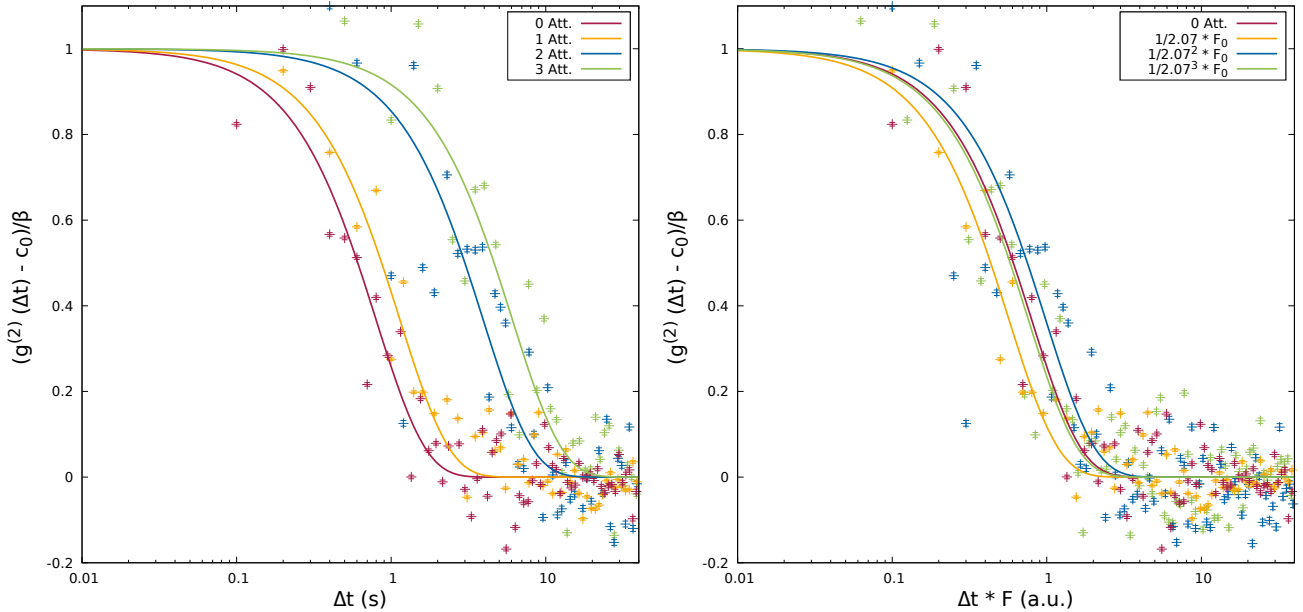 0 Att.
1 Att.
2 Att.
3 Att.
1
0.8
0.6
0.4
0.2
0
-0.2
0.01
0.1
1
10
(g⁽²⁾ (Δt) - c₀)/β
Δt (s)
0 Att.
1/2.07 * F₀
1/2.07² * F₀
1/2.07³ * F₀
1
0.8
0.6
0.4
0.2
0
-0.2
0.01
0.1
1
10
(g⁽²⁾ (Δt) - c₀)/β
Δt * F (a.u.)